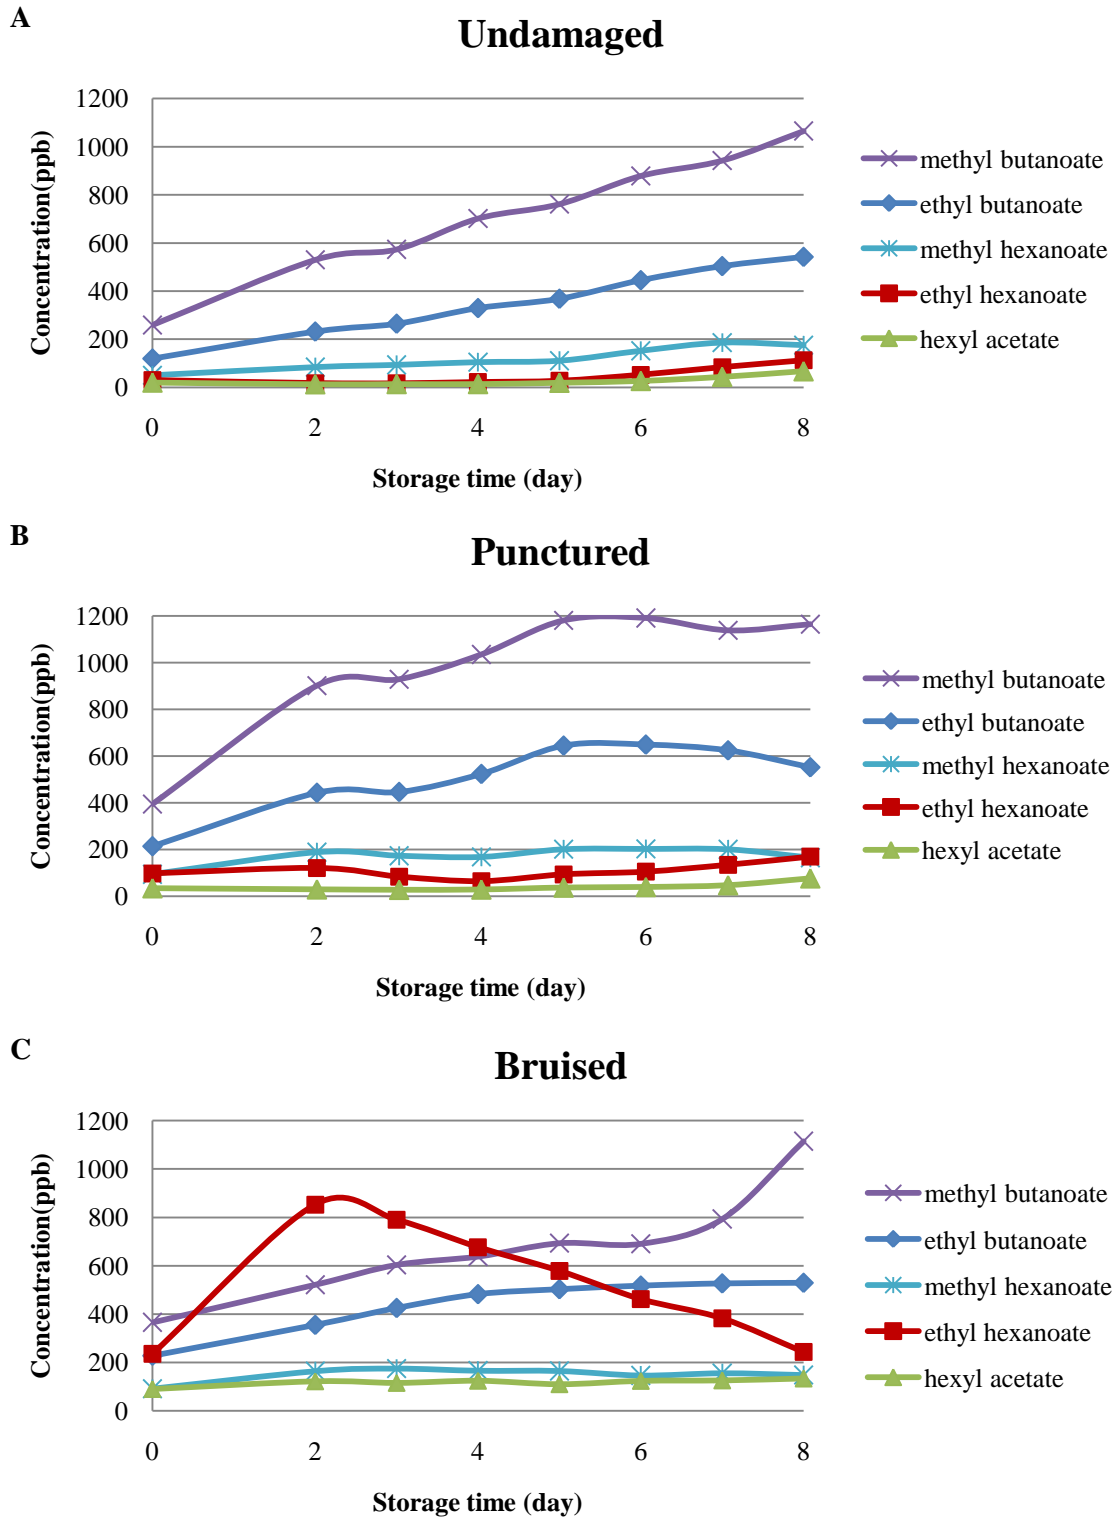 A
Undamaged
1200
1000
800
600
400
200
0
Concentration(ppb)
0 2 4 6 8
Storage time (day)
methyl butanoate
ethyl butanoate
methyl hexanoate
ethyl hexanoate
hexyl acetate
B
Punctured
1200
1000
800
600
400
200
0
Concentration(ppb)
0 2 4 6 8
Storage time (day)
methyl butanoate
ethyl butanoate
methyl hexanoate
ethyl hexanoate
hexyl acetate
C
Bruised
1200
1000
800
600
400
200
0
Concentration(ppb)
0 2 4 6 8
Storage time (day)
methyl butanoate
ethyl butanoate
methyl hexanoate
ethyl hexanoate
hexyl acetate